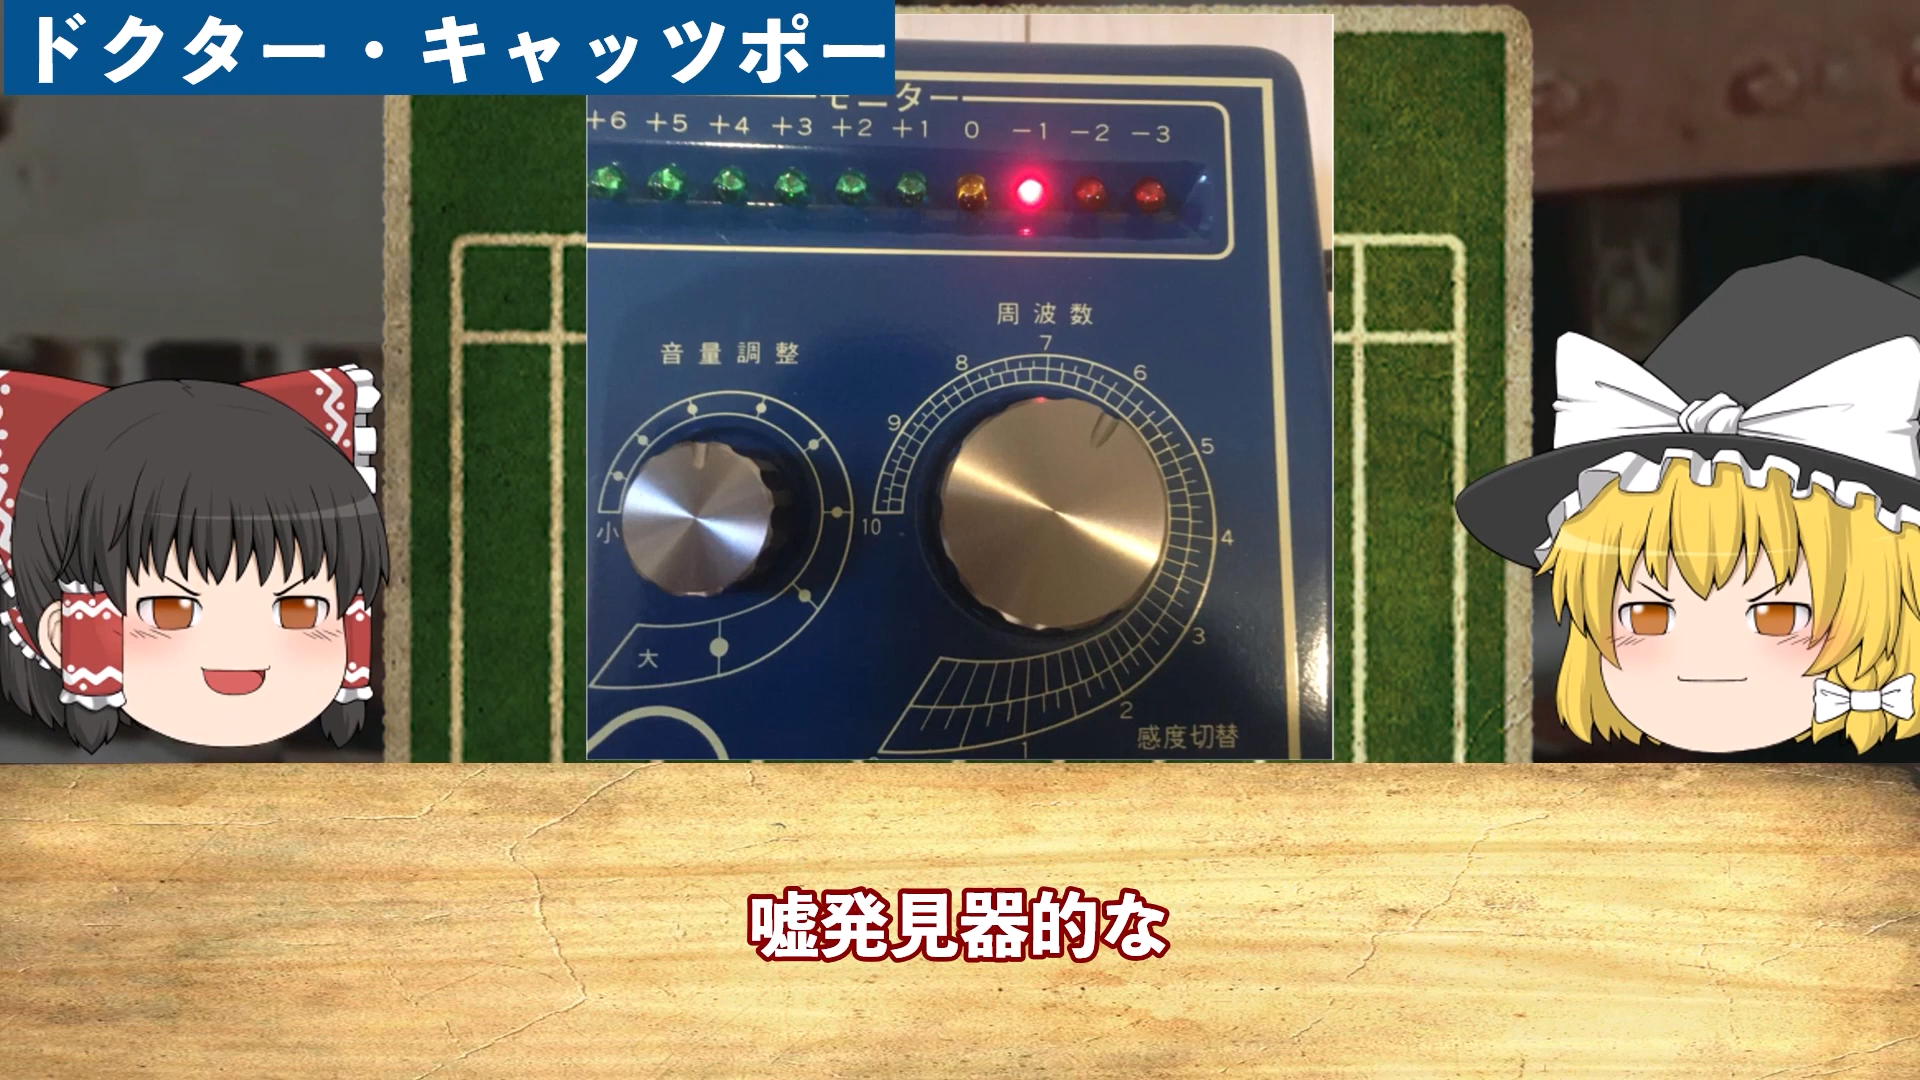 ドクター・キャッツポー
モニター
+6 +5 +4 +3 +2 +1 0 −1 −2 −3
周波数
音量調整
小
大
10 9 8 7 6 5 4 3 2 1
感度切替
嘘発見器的な